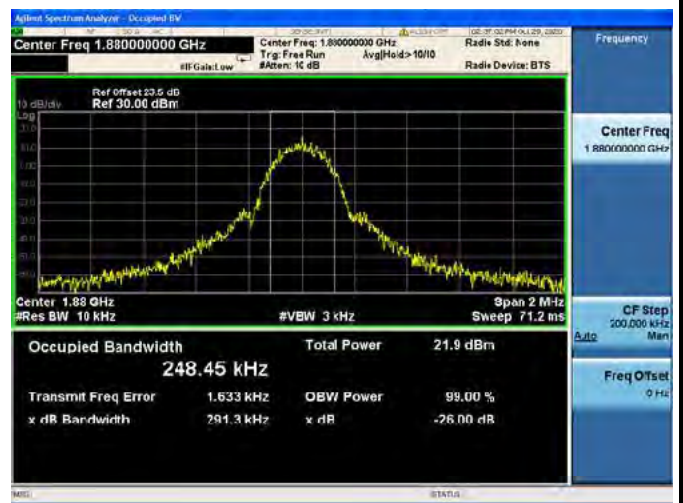 Agilent Spectrum Analyzer - Occupied BW
Center Freq 1.880000000 GHz
Center Freq: 1.880000000 GHz
Trg: Free Run Avg|Hold:> 10/10
#IFGain:Low #Atten: 10 dB
Radio Std: None
Radio Device: BTS
Frequency
Ref Offset 23.5 dB
10 dB/div Ref 30.00 dBm
Log
Center Freq
1.880000000 GHz
Center 1.88 GHz Span 2 MHz
#Res BW 10 kHz #VBW 3 kHz Sweep 71.2 ms
CF Step
200.000 kHz
Auto Man
Occupied Bandwidth Total Power 21.9 dBm
248.45 kHz
Freq Offset
0 Hz
Transmit Freq Error 1.633 kHz OBW Power 99.00 %
x dB Bandwidth 291.3 kHz x dB -26.00 dB
MSG STATUS